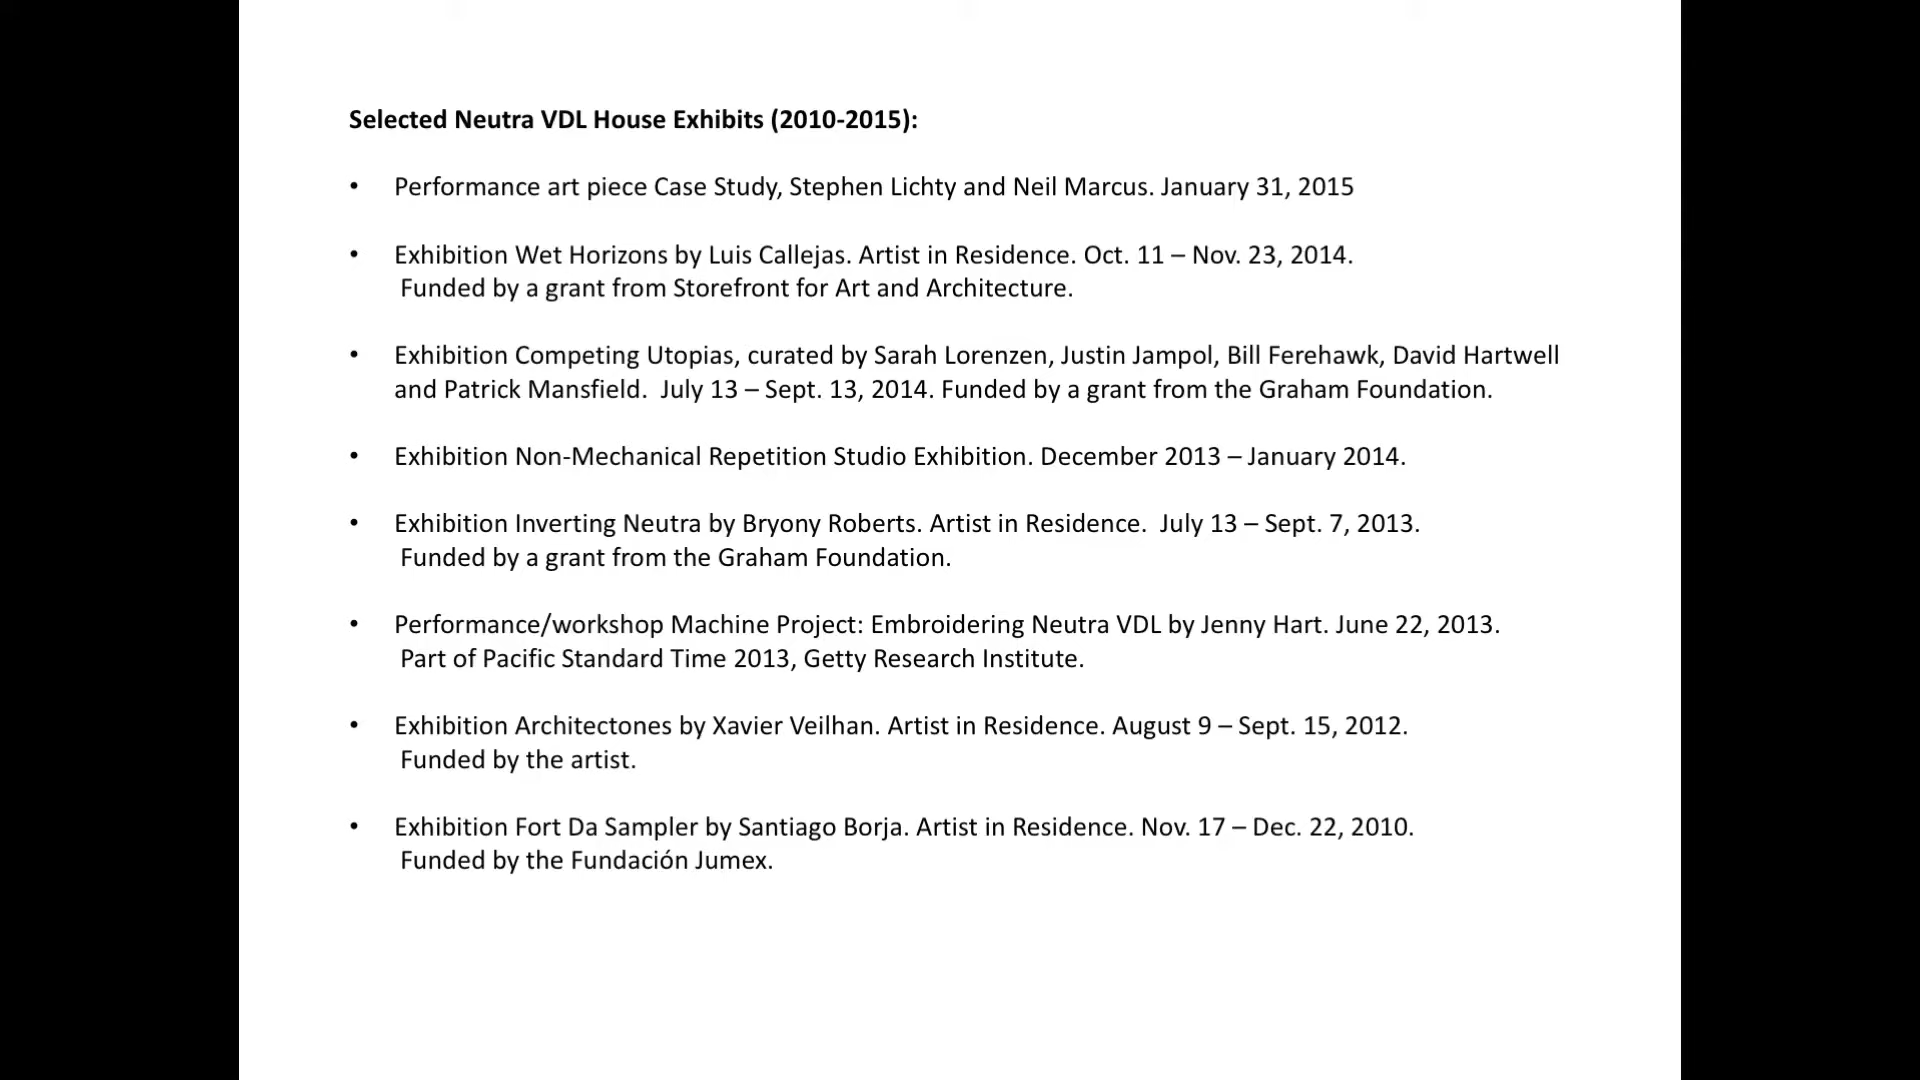 Selected Neutra VDL House Exhibits (2010-2015):
• Performance art piece Case Study, Stephen Lichty and Neil Marcus. January 31, 2015
• Exhibition Wet Horizons by Luis Callejas. Artist in Residence. Oct. 11 – Nov. 23, 2014.
Funded by a grant from Storefront for Art and Architecture.
• Exhibition Competing Utopias, curated by Sarah Lorenzen, Justin Jampol, Bill Ferehawk, David Hartwell
and Patrick Mansfield.  July 13 – Sept. 13, 2014. Funded by a grant from the Graham Foundation.
• Exhibition Non-Mechanical Repetition Studio Exhibition. December 2013 – January 2014.
• Exhibition Inverting Neutra by Bryony Roberts. Artist in Residence.  July 13 – Sept. 7, 2013.
Funded by a grant from the Graham Foundation.
• Performance/workshop Machine Project: Embroidering Neutra VDL by Jenny Hart. June 22, 2013.
Part of Pacific Standard Time 2013, Getty Research Institute.
• Exhibition Architectones by Xavier Veilhan. Artist in Residence. August 9 – Sept. 15, 2012.
Funded by the artist.
• Exhibition Fort Da Sampler by Santiago Borja. Artist in Residence. Nov. 17 – Dec. 22, 2010.
Funded by the Fundación Jumex.